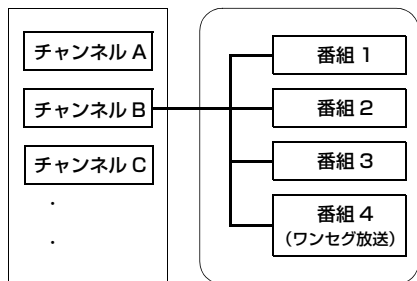 チャンネル A
チャンネル B
チャンネル C
・
・
番組 1
番組 2
番組 3
番組 4
（ワンセグ放送）